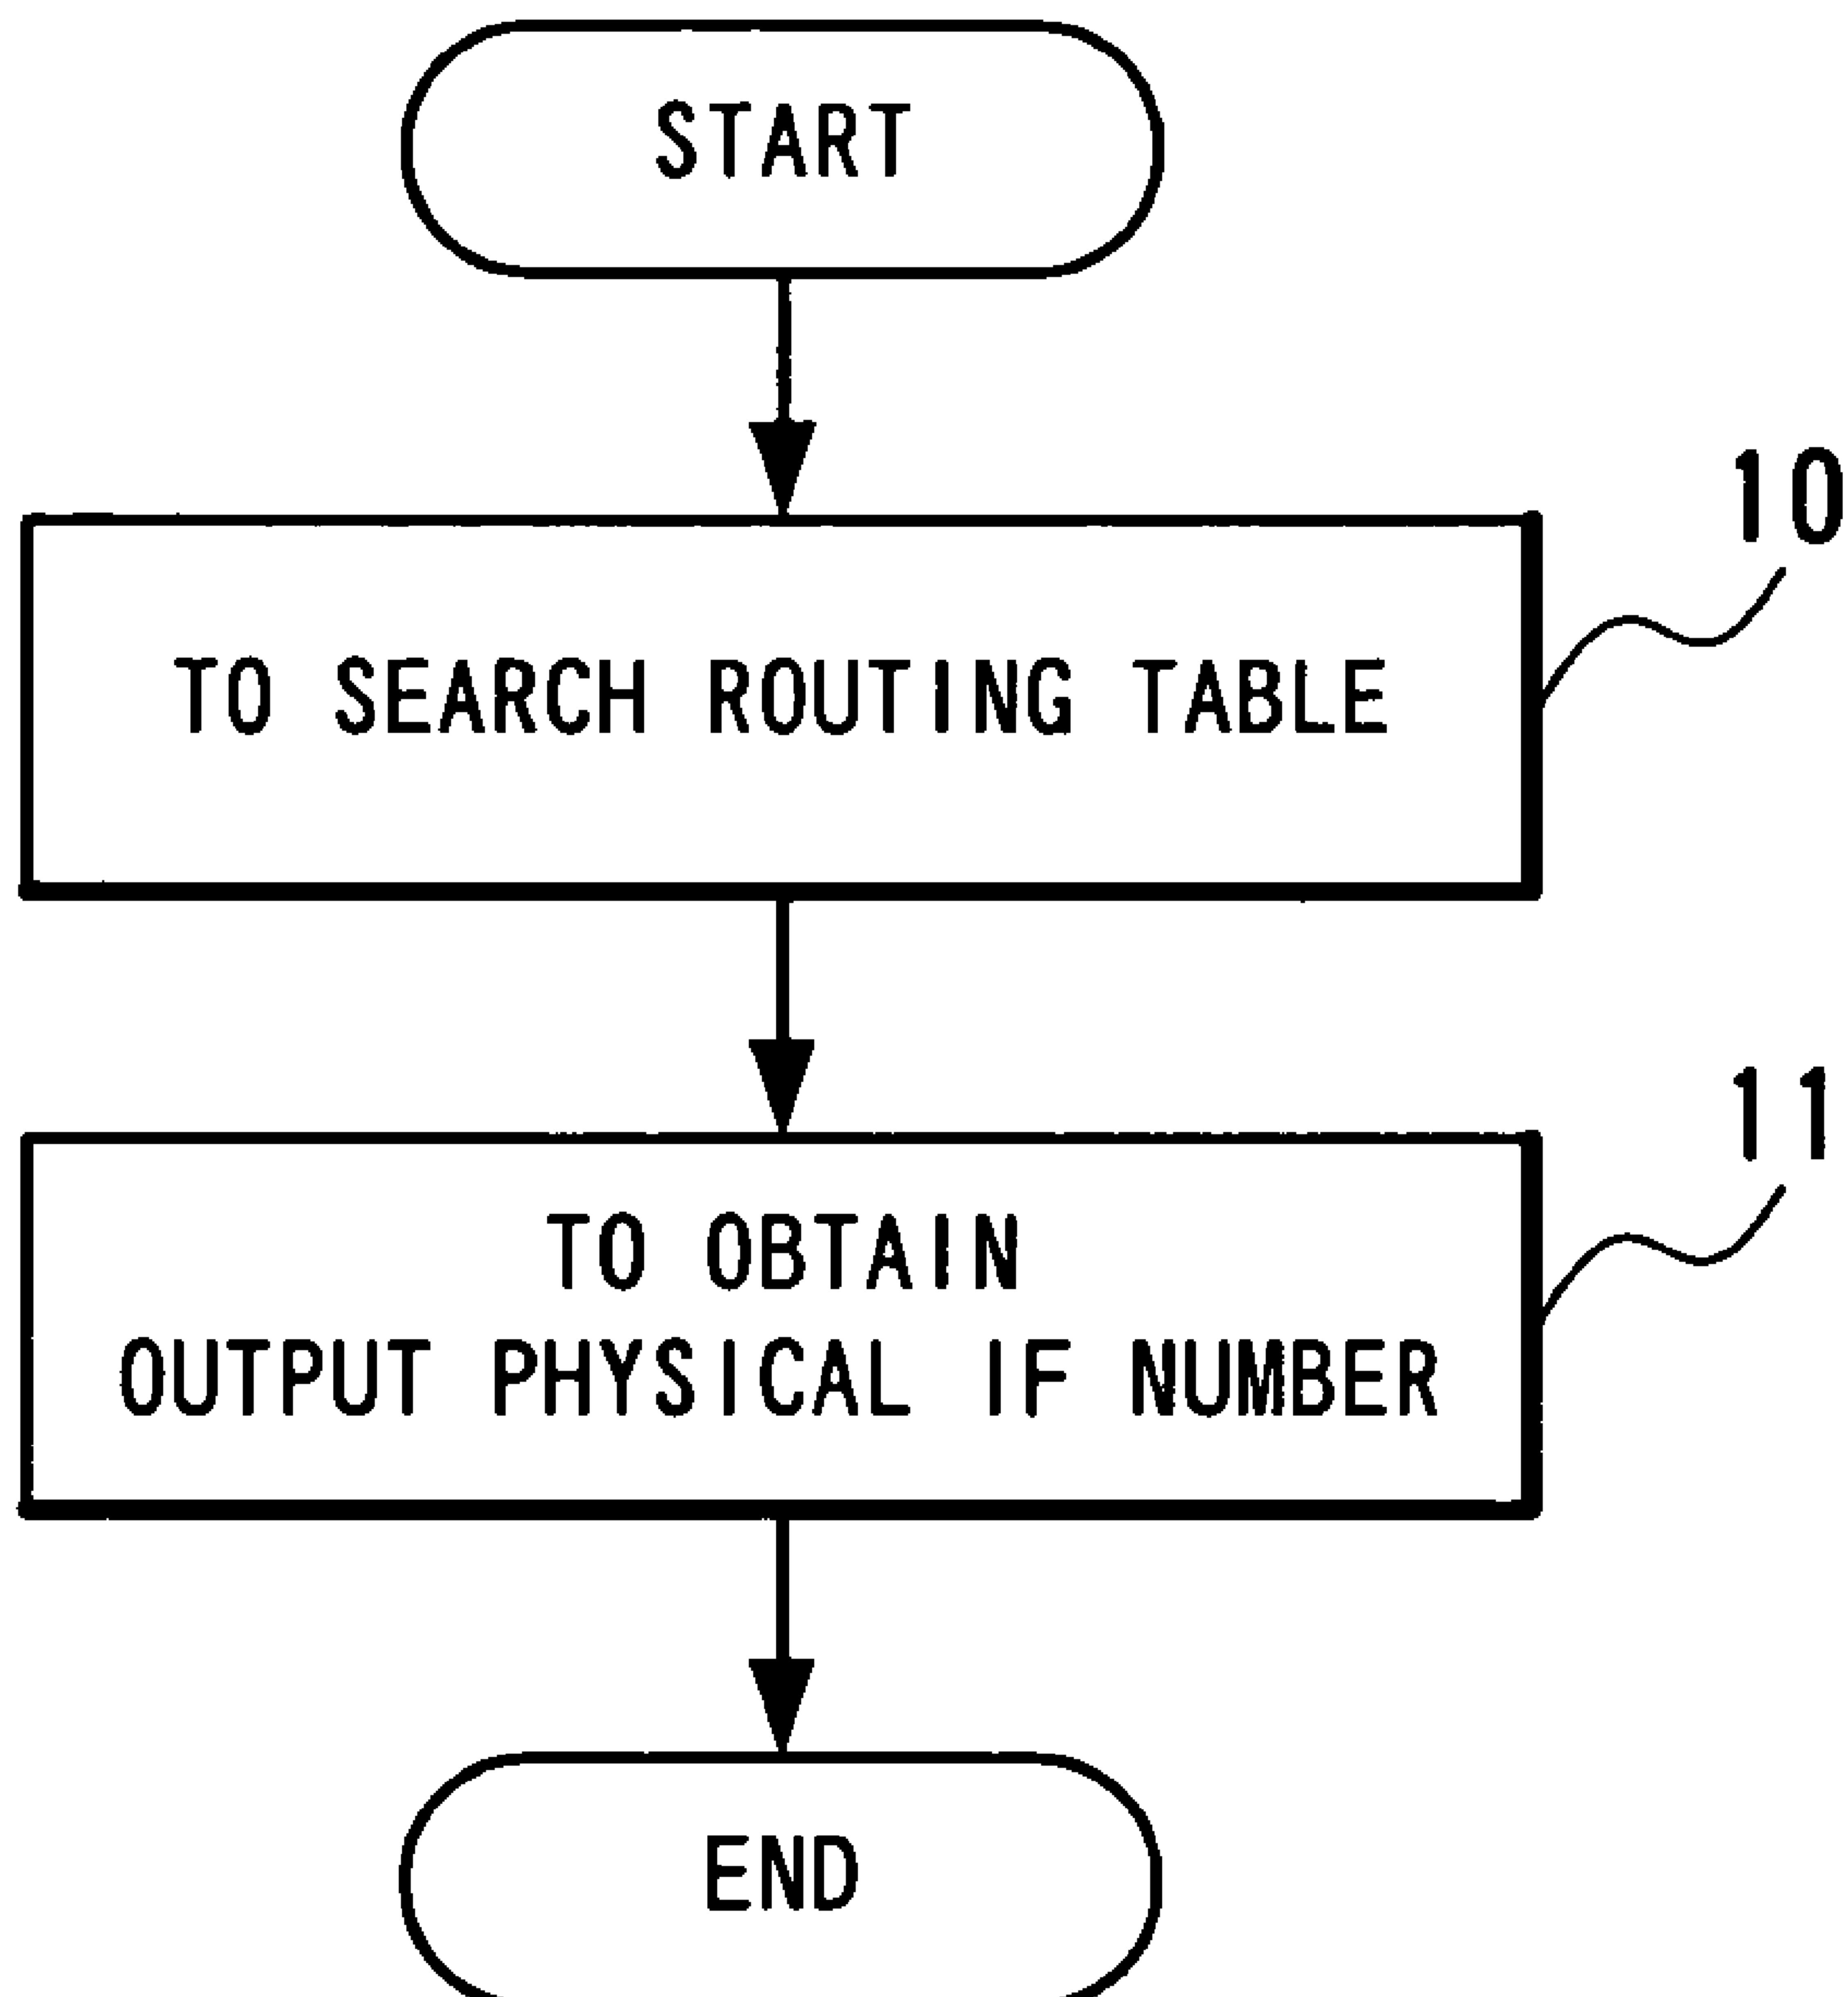 START
10
TO SEARCH ROUTING TABLE
11
TO OBTAIN
OUTPUT PHYSICAL IF NUMBER
END